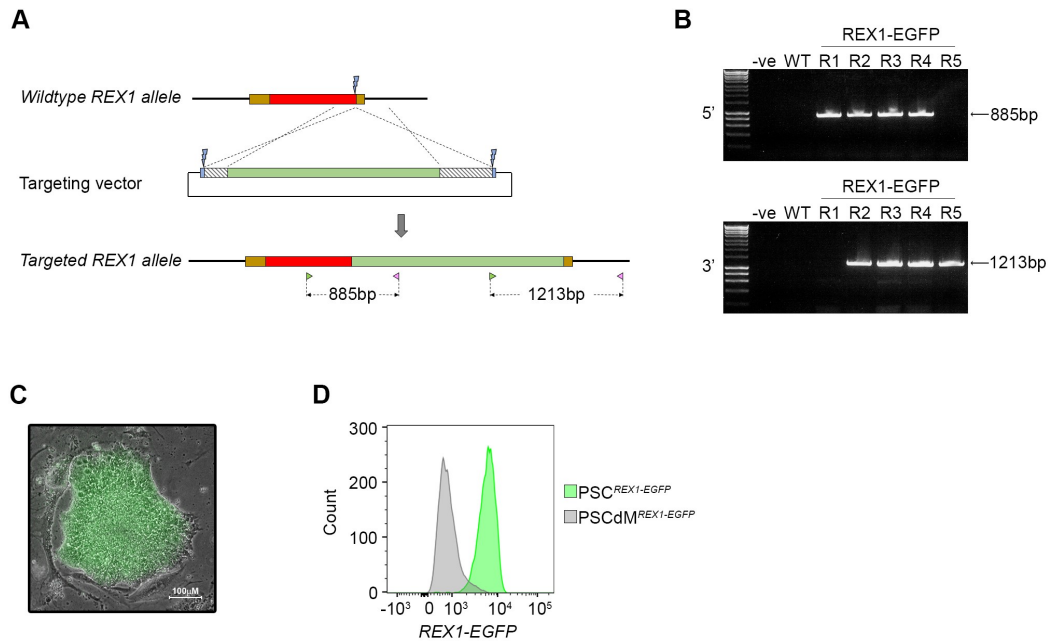 A
Wildtype REX1 allele
Targeting vector
Targeted REX1 allele
885bp
1213bp
B
REX1-EGFP
-ve WT R1 R2 R3 R4 R5
5’
885bp
REX1-EGFP
-ve WT R1 R2 R3 R4 R5
3’
1213bp
C
100µM
D
300
200
100
0
Count
-10³ 0 10³ 10⁴ 10⁵
REX1-EGFP
PSC^REX1-EGFP
PSCdM^REX1-EGFP